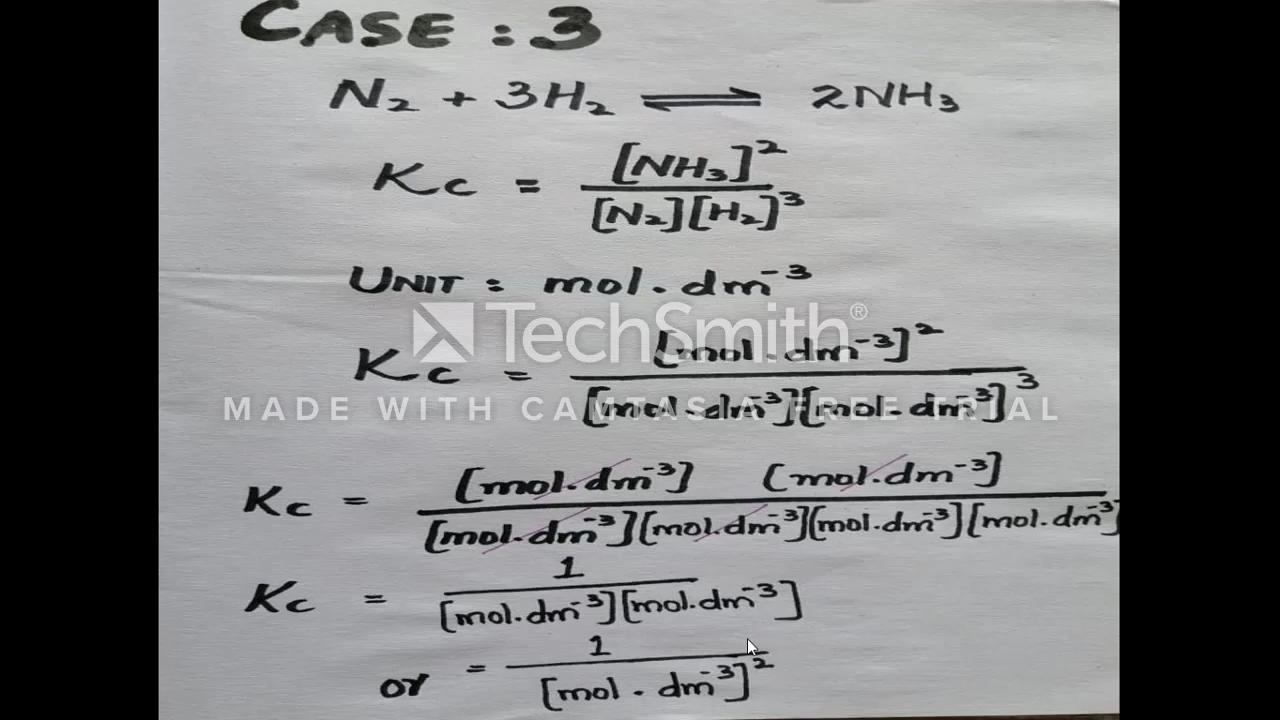 CASE : 3
N₂ + 3H₂ ⇌ 2NH₃
Kc = [NH₃]² / [N₂][H₂]³
UNIT : mol.dm⁻³
TechSmith®
Kc = [mol.dm⁻³]² / [mol.dm⁻³][mol.dm⁻³]³
MADE WITH CAMTASIA FREE TRIAL
Kc = [mol.dm⁻³] [mol.dm⁻³] / [mol.dm⁻³][mol.dm⁻³][mol.dm⁻³][mol.dm⁻³]
Kc = 1 / [mol.dm⁻³][mol.dm⁻³]
or = 1 / [mol.dm⁻³]²